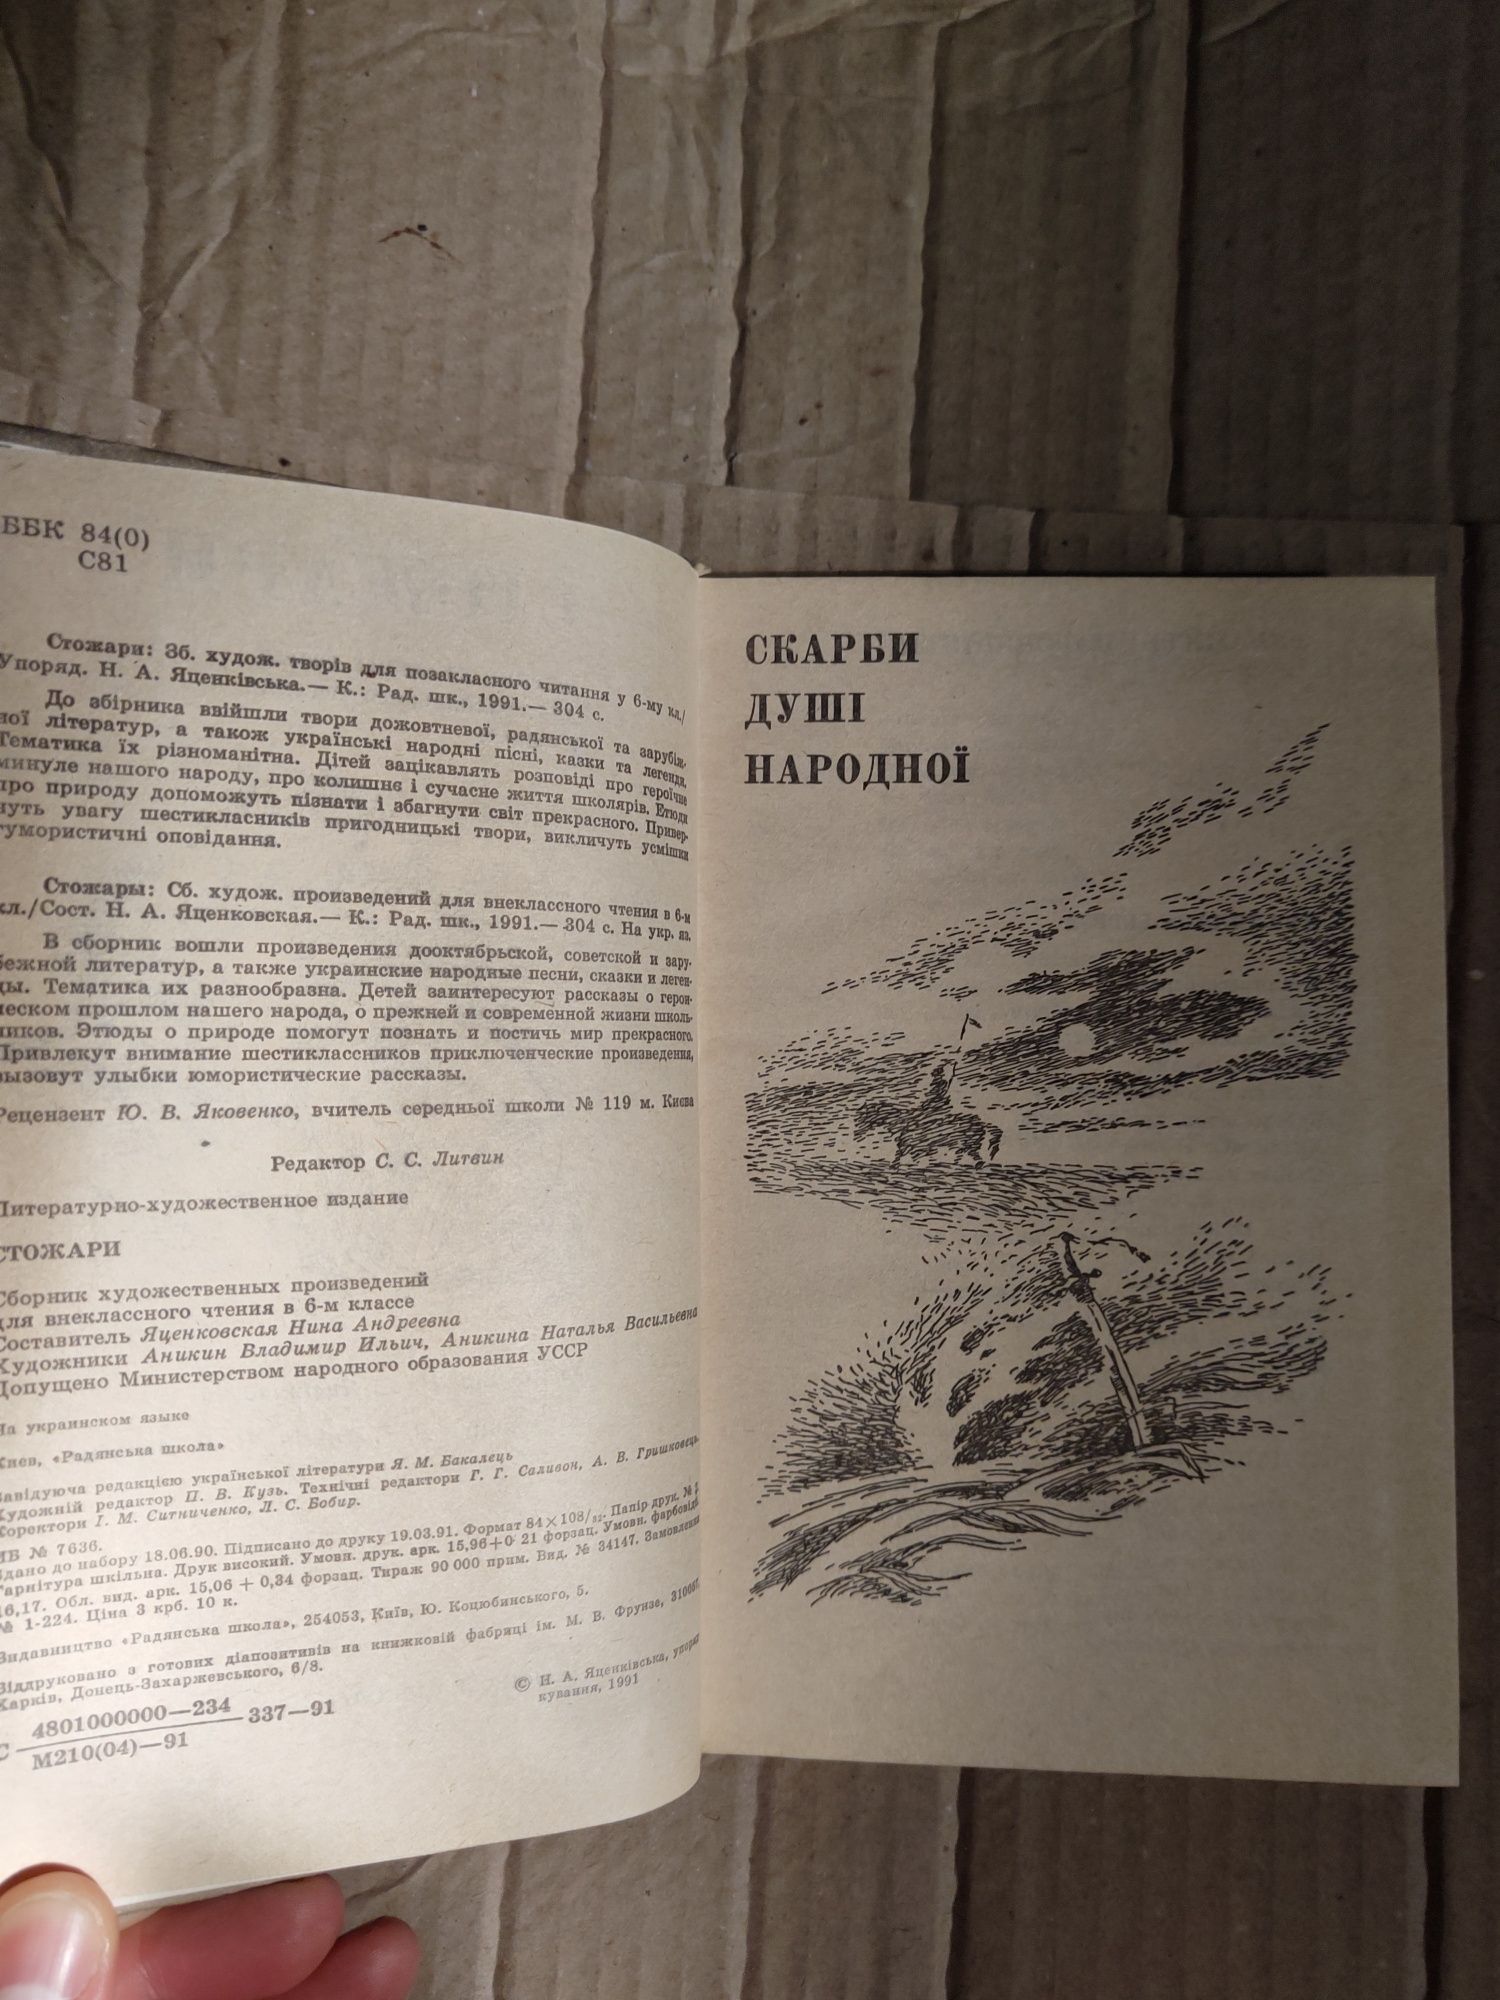 ББК 84(0)
С81
Стожари: Зб. худож. творів для позакласного читання у 6-му кл./
Упоряд. Н. А. Яценківська.— К.: Рад. шк., 1991.— 304 с.
До збірника ввійшли твори дожовтневої, радянської та зарубіж-
ної літератур, а також українські народні пісні, казки та легенди.
Тематика їх різноманітна. Дітей зацікавлять розповіді про героїчне
минуле нашого народу, про колишнє і сучасне життя школярів. Етюди
про природу допоможуть пізнати і збагнути світ прекрасного. Привер-
нуть увагу шестикласників пригодницькі твори, викличуть усмішки
гумористичні оповідання.
Стожары: Сб. худож. произведений для внеклассного чтения в 6-м
кл./Сост. Н. А. Яценковская.— К.: Рад. шк., 1991.— 304 с. На укр. яз.
В сборник вошли произведения дооктябрьской, советской и зару-
бежной литератур, а также украинские народные песни, сказки и леген-
ды. Тематика их разнообразна. Детей заинтересуют рассказы о герои-
ческом прошлом нашего народа, о прежней и современной жизни школь-
ников. Этюды о природе помогут познать и постичь мир прекрасного.
Привлекут внимание шестиклассников приключенческие произведения,
вызовут улыбки юмористические рассказы.
Рецензент Ю. В. Яковенко, вчитель середньої школи № 119 м. Києва
Редактор С. С. Литвин
Литературно-художественное издание
СТОЖАРИ
Сборник художественных произведений
для внеклассного чтения в 6-м классе
Составитель Яценковская Нина Андреевна
Художники Аникин Владимир Ильич, Аникина Наталья Васильевна
Допущено Министерством народного образования УССР
На украинском языке
Киев, «Радянська школа»
Завідуюча редакцією української літератури Я. М. Бакалець
Художній редактор П. В. Кузь. Технічні редактори Г. Г. Саливон, А. В. Гришковець
Коректори І. М. Ситниченко, Л. С. Бобир.
ИБ № 7636.
Здано до набору 18.06.90. Підписано до друку 19.03.91. Формат 84×108/32. Папір друк. № 2
Гарнітура шкільна. Друк високий. Умовн. друк. арк. 15,96+0 21 форзац. Умовн. фарбовідб.
16,17. Обл. вид. арк. 15,06 + 0,34 форзац. Тираж 90 000 прим. Вид. № 34147. Замовлення
№ 1-224. Ціна 3 крб. 10 к.
Видавництво «Радянська школа», 254053, Київ, Ю. Коцюбинського, 5.
Віддруковано з готових діапозитивів на книжковій фабриці ім. М. В. Фрунзе, 310057,
Харків, Донець-Захаржевського, 6/8.
С 4801000000—234 337—91
М210(04)—91
© Н. А. Яценківська, упоряд
кування, 1991
СКАРБИ
ДУШІ
НАРОДНОЇ